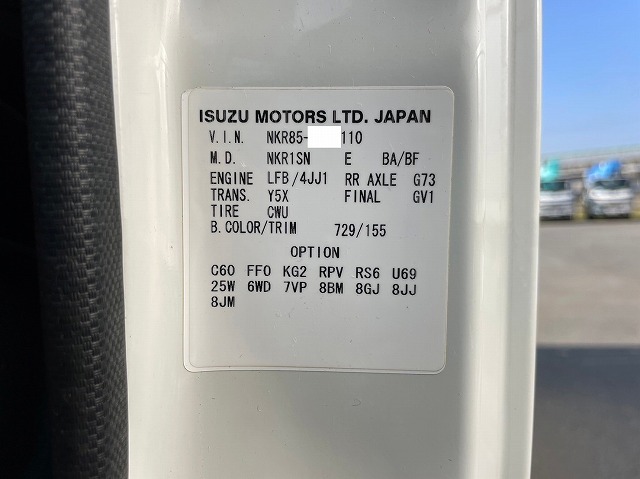 ISUZU MOTORS LTD. JAPAN
V.I.N. NKR85- 110
M.D. NKR1SN E BA/BF
ENGINE LFB/4JJ1 RR AXLE G73
TRANS. Y5X FINAL GV1
TIRE CWU
B.COLOR/TRIM 729/155
OPTION
C60 FF0 KG2 RPV RS6 U69
25W 6WD 7VP 8BM 8GJ 8JJ
8JM